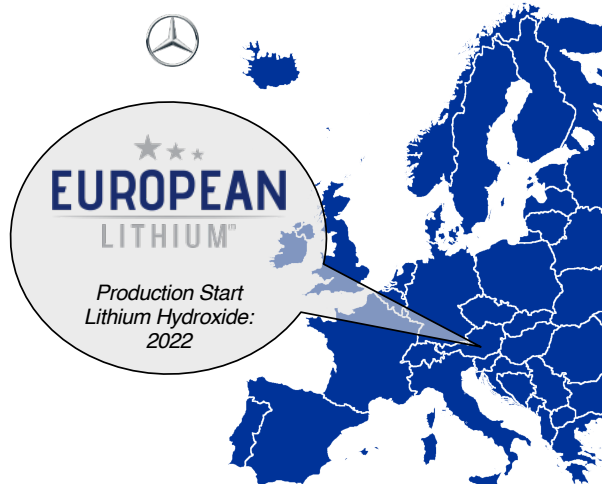 EUROPEAN
LITHIUM™
Production Start
Lithium Hydroxide:
2022